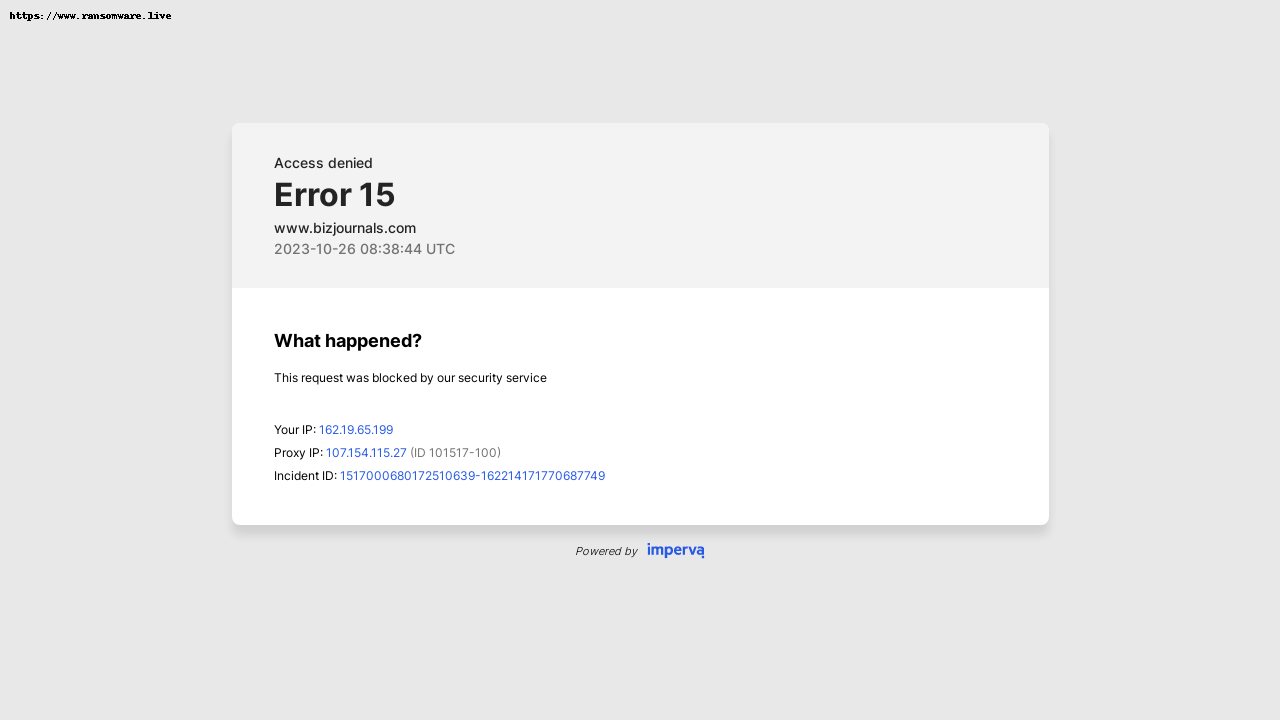 https://www.ransomware.live
Access denied
Error 15
www.bizjournals.com
2023-10-26 08:38:44 UTC
What happened?
This request was blocked by our security service
Your IP: 162.19.65.199
Proxy IP: 107.154.115.27 (ID 101517-100)
Incident ID: 1517000680172510639-162214171770687749
Powered by imperva